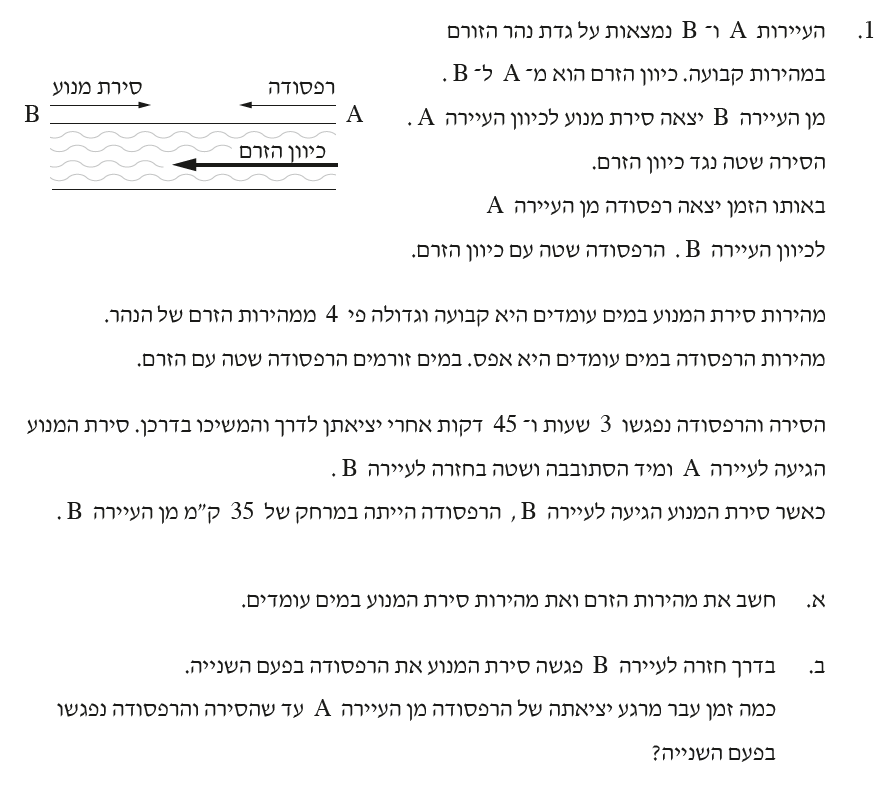 1. העיירות A ו־ B נמצאות על גדת נהר הזורם
במהירות קבועה. כיוון הזרם הוא מ־ A ל־ B .
מן העיירה B יצאה סירת מנוע לכיוון העיירה A .
הסירה שטה נגד כיוון הזרם.
באותו הזמן יצאה רפסודה מן העיירה A
לכיוון העיירה B . הרפסודה שטה עם כיוון הזרם.
רפסודה
סירת מנוע
A
B
כיוון הזרם
מהירות סירת המנוע במים עומדים היא קבועה וגדולה פי 4 ממהירות הזרם של הנהר.
מהירות הרפסודה במים עומדים היא אפס. במים זורמים הרפסודה שטה עם הזרם.
הסירה והרפסודה נפגשו 3 שעות ו־ 45 דקות אחרי יציאתן לדרך והמשיכו בדרכן. סירת המנוע
הגיעה לעיירה A ומיד הסתובבה ושטה בחזרה לעיירה B .
כאשר סירת המנוע הגיעה לעיירה B , הרפסודה הייתה במרחק של 35 ק"מ מן העיירה B .
א. חשב את מהירות הזרם ואת מהירות סירת המנוע במים עומדים.
ב. בדרך חזרה לעיירה B פגשה סירת המנוע את הרפסודה בפעם השנייה.
כמה זמן עבר מרגע יציאתה של הרפסודה מן העיירה A עד שהסירה והרפסודה נפגשו
בפעם השנייה?